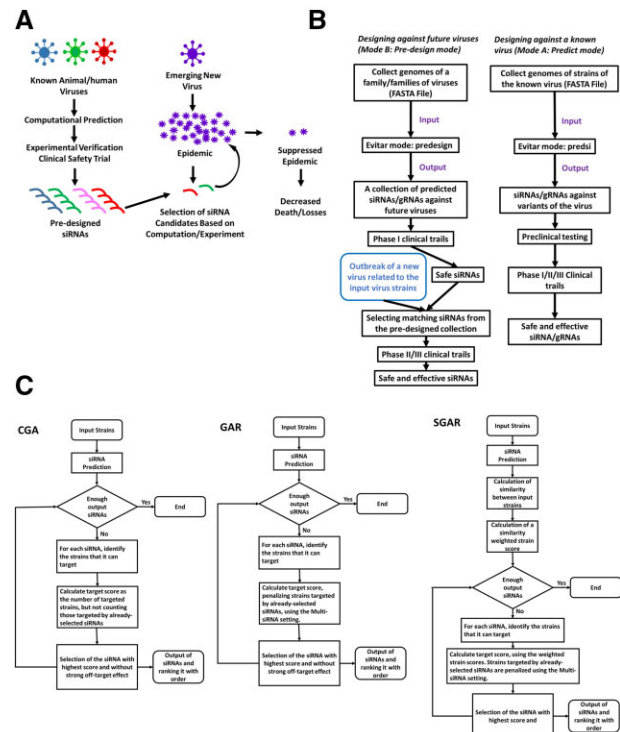 A
Known Animal/human
Viruses
Computational Prediction
Experimental Verification
Clinical Safety Trial
Pre-designed
siRNAs
Emerging New
Virus
Epidemic
Selection of siRNA
Candidates Based on
Computation/Experiment
Suppressed
Epidemic
Decreased
Death/Losses
B
Designing against future viruses
(Mode B: Pre-design mode)
Collect genomes of a
family/families of viruses
(FASTA File)
Input
Evitar mode: predesign
Output
A collection of predicted
siRNAs/gRNAs against
future viruses
Phase I clinical trails
Outbreak of a new
virus related to the
input virus strains
Safe siRNAs
Selecting matching siRNAs from
the pre-designed collection
Phase II/III clinical trails
Safe and effective siRNAs
Designing against a known
virus (Mode A: Predict mode)
Collect genomes of strains of
the known virus (FASTA File)
Input
Evitar mode: predsi
Output
siRNAs/gRNAs against
variants of the virus
Preclinical testing
Phase I/II/III Clinical
trails
Safe and effective
siRNA/gRNAs
C
CGA
Input Strains
siRNA
Prediction
Enough
output
siRNAs
Yes
End
No
For each siRNA, identify
the strains that it can
target
Calculate target score as
the number of targeted
strains, but not counting
those targeted by already-
selected siRNAs
Selection of the siRNA with
highest score and without
strong off-target effect
Output of
siRNAs and
ranking it with
order
GAR
Input Strains
siRNA
Prediction
Enough
output
siRNAs
Yes
End
No
For each siRNA, identify
the strains that it can
target
Calculate target score,
penalizing strains
targeted by
already-selected
siRNAs, using the Multi-
siRNA setting.
Selection of the siRNA with
highest score and without
strong off-target effect
Output of
siRNAs and
ranking it with
order
SGAR
Input Strains
siRNA
Prediction
Calculation of
similarity
between input
strains
Calculation of a
similarity
weighted strain
score
Enough
output
siRNAs
Yes
End
No
For each siRNA, identify the strains
that it can target
Calculate target score, using the weighted
strain scores. Strains targeted by already-
selected siRNAs are penalized using the Multi-
siRNA setting.
Selection of the siRNA with
highest score and
Output of
siRNAs and
ranking it with
order